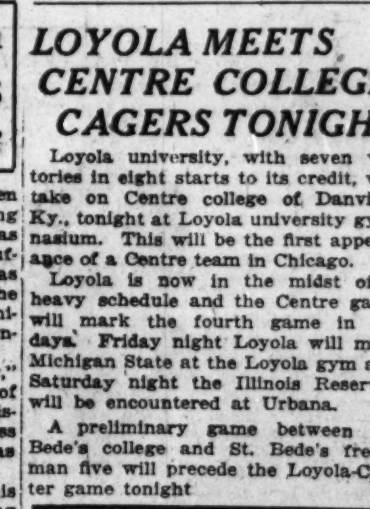 LOYOLA MEETS
CENTRE COLLEG
CAGERS TONIGH
Loyola university, with seven v
tories in eight starts to its credit, w
take on Centre college of Danvi
Ky., tonight at Loyola university gy
nasium. This will be the first appe
ance of a Centre team in Chicago.
Loyola is now in the midst of
heavy schedule and the Centre ga
will mark the fourth game in
days. Friday night Loyola will m
Michigan State at the Loyola gym a
Saturday night the Illinois Reser
will be encountered at Urbana.
A preliminary game between
Bede's college and St. Bede's fre
man five will precede the Loyola-C
ter game tonight